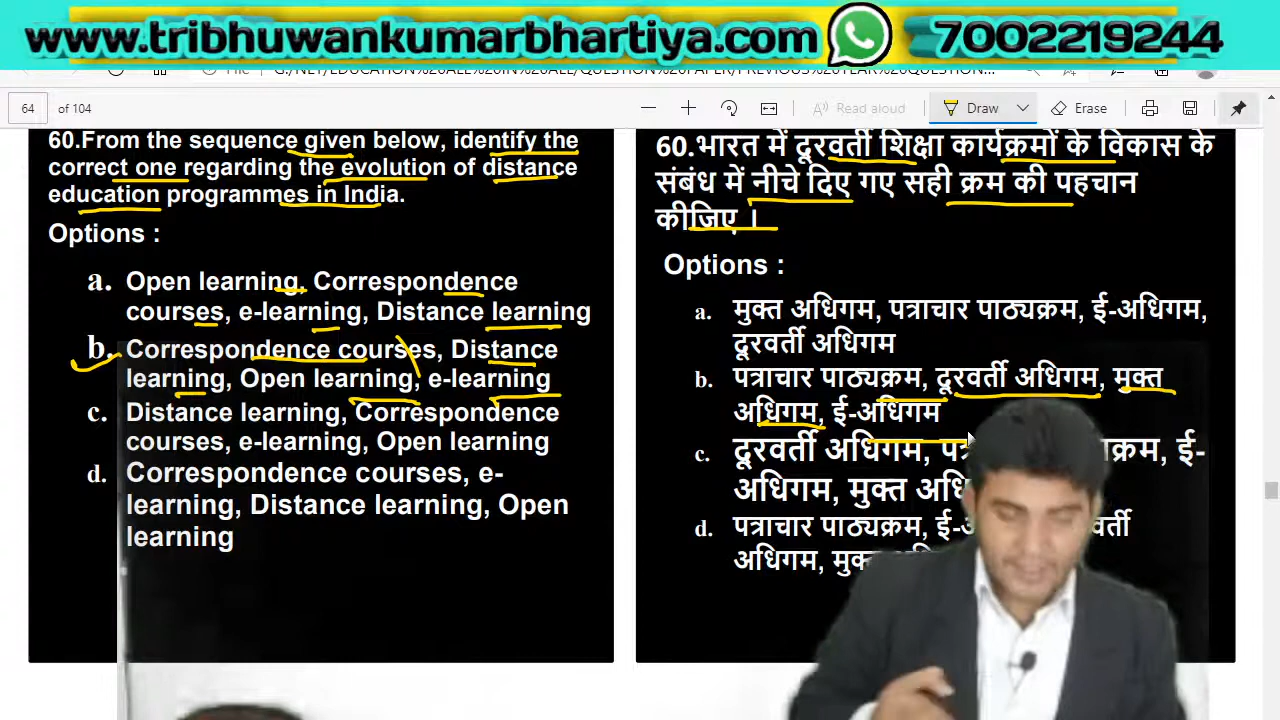 www.tribhuwankumarbhartiya.com 7002219244
64 of 104
Read aloud
Draw
Erase
60.From the sequence given below, identify the
correct one regarding the evolution of distance
education programmes in India.
Options :
a. Open learning, Correspondence
courses, e-learning, Distance learning
b. Correspondence courses, Distance
learning, Open learning, e-learning
c. Distance learning, Correspondence
courses, e-learning, Open learning
d. Correspondence courses, e-
learning, Distance learning, Open
learning
60.भारत में दूरवर्ती शिक्षा कार्यक्रमों के विकास के
संबंध में नीचे दिए गए सही क्रम की पहचान
कीजिए ।
Options :
a. मुक्त अधिगम, पत्राचार पाठ्यक्रम, ई-अधिगम,
दूरवर्ती अधिगम
b. पत्राचार पाठ्यक्रम, दूरवर्ती अधिगम, मुक्त
अधिगम, ई-अधिगम
c. दूरवर्ती अधिगम, ई-
अधिगम, मुक्त
d. पत्राचार पाठ्यक्रम,
अधिगम,